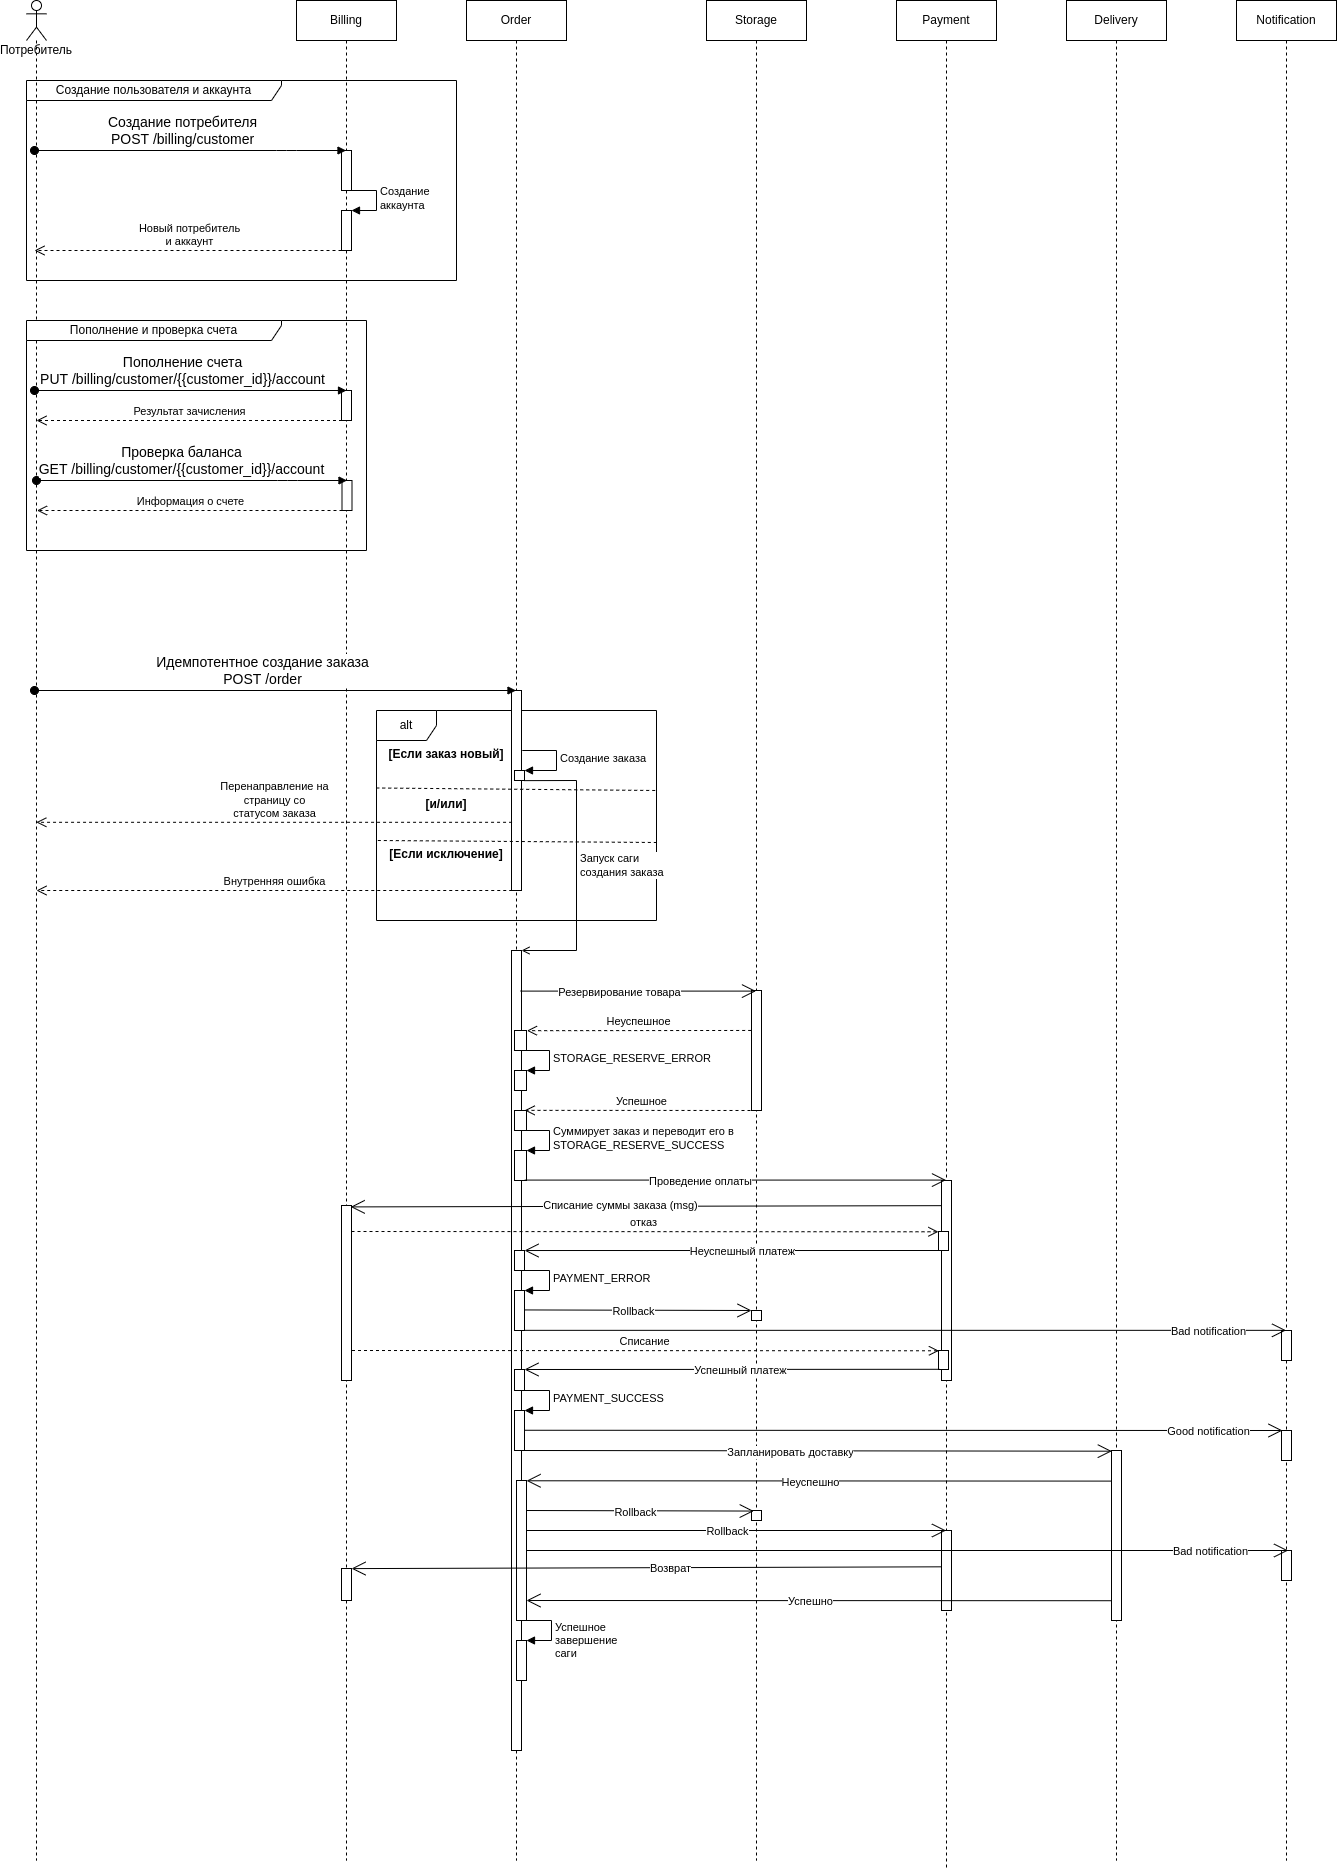 Потребитель
Billing
Order
Storage
Payment
Delivery
Notification
Создание пользователя и аккаунта
Создание потребителя
POST /billing/customer
Создание
аккаунта
Новый потребитель
и аккаунт
Пополнение и проверка счета
Пополнение счета
PUT /billing/customer/{{customer_id}}/account
Результат зачисления
Проверка баланса
GET /billing/customer/{{customer_id}}/account
Информация о счете
Идемпотентное создание заказа
POST /order
alt
[Если заказ новый]
Создание заказа
Перенаправление на
страницу со
статусом заказа
[и/или]
[Если исключение]
Запуск саги
создания заказа
Внутренняя ошибка
Резервирование товара
Неуспешное
STORAGE_RESERVE_ERROR
Успешное
Суммирует заказ и переводит его в
STORAGE_RESERVE_SUCCESS
Проведение оплаты
Списание суммы заказа (msg)
отказ
Неуспешный платеж
PAYMENT_ERROR
Rollback
Bad notification
Списание
Успешный платеж
PAYMENT_SUCCESS
Good notification
Запланировать доставку
Неуспешно
Rollback
Rollback
Bad notification
Возврат
Успешно
Успешное
завершение
саги